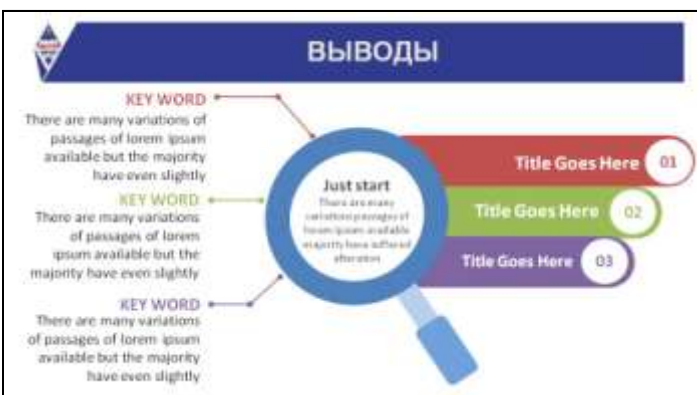 ВЫВОДЫ
KEY WORD
There are many variations of
passages of lorem ipsum
available but the majority
have even slightly
KEY WORD
There are many variations
of passages of lorem
ipsum available but the
majority have even slightly
KEY WORD
There are many variations
of passages of lorem ipsum
available but the majority
have even slightly
Just start
There are many
variations passages of
lorem ipsum available
majority have suffered
alteration
Title Goes Here 01
Title Goes Here 02
Title Goes Here 03